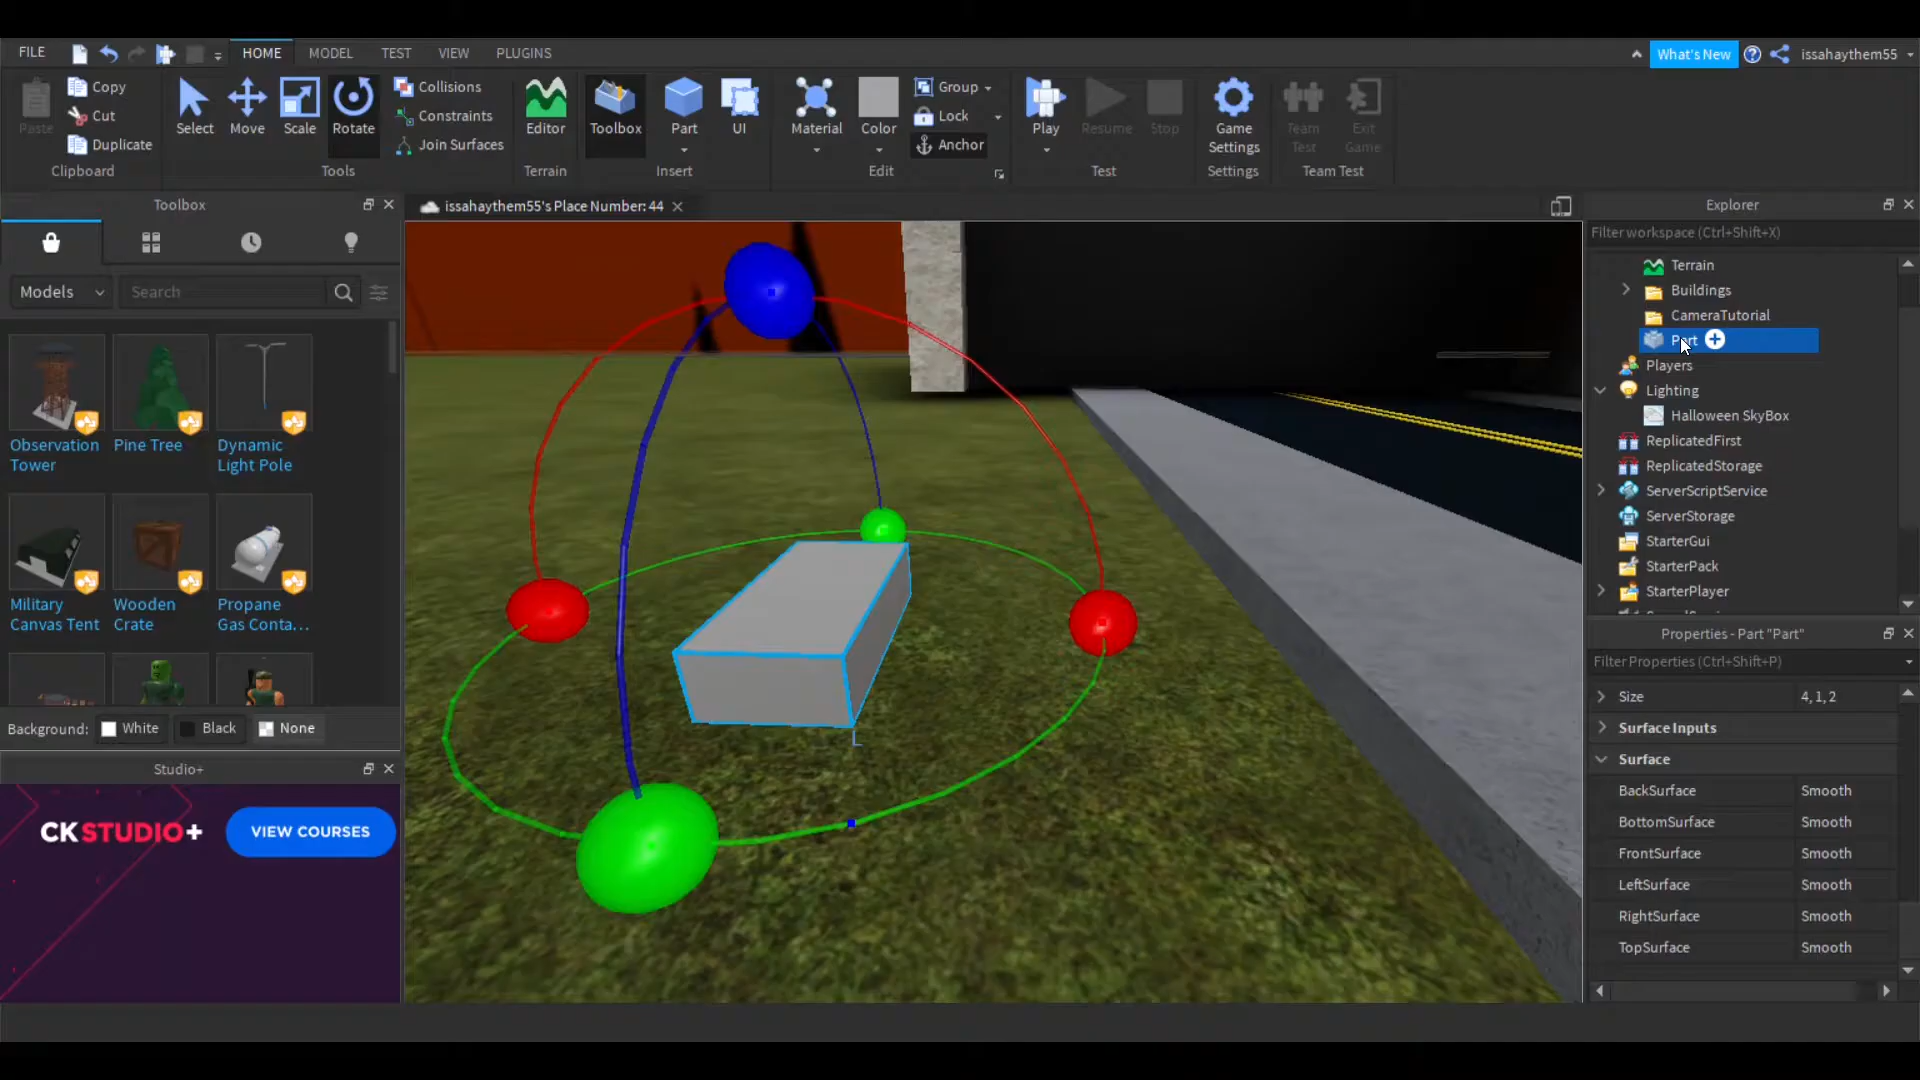 FILE
HOME
MODEL
TEST
VIEW
PLUGINS
What's New
issahaythem55
Paste
Copy
Cut
Duplicate
Clipboard
Select
Move
Scale
Rotate
Collisions
Constraints
Join Surfaces
Tools
Editor
Terrain
Toolbox
Part
UI
Insert
Material
Color
Group
Lock
Anchor
Edit
Play
Resume
Stop
Test
Game
Settings
Settings
Team
Test
Exit
Game
Team Test
Toolbox
Models
Search
Observation
Tower
Pine Tree
Dynamic
Light Pole
Military
Canvas Tent
Wooden
Crate
Propane
Gas Conta...
Background:
White
Black
None
Studio+
CKSTUDIO+
VIEW COURSES
issahaythem55's Place Number: 44
Explorer
Filter workspace (Ctrl+Shift+X)
Terrain
Buildings
CameraTutorial
Part
Players
Lighting
Halloween SkyBox
ReplicatedFirst
ReplicatedStorage
ServerScriptService
ServerStorage
StarterGui
StarterPack
StarterPlayer
Properties - Part "Part"
Filter Properties (Ctrl+Shift+P)
Size 4, 1, 2
Surface Inputs
Surface
BackSurface Smooth
BottomSurface Smooth
FrontSurface Smooth
LeftSurface Smooth
RightSurface Smooth
TopSurface Smooth